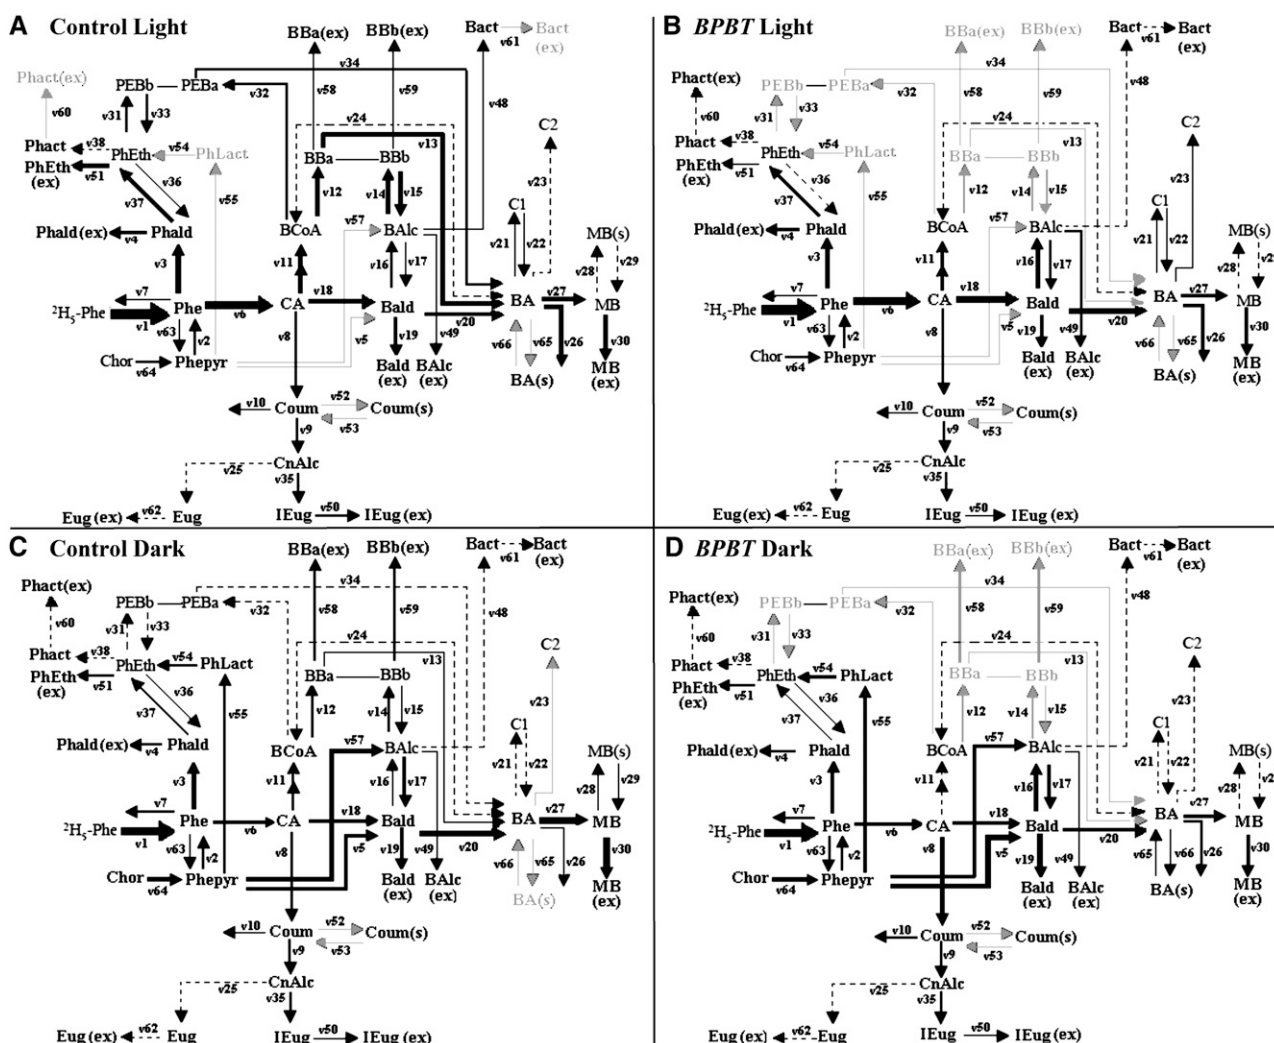 A Control Light
BBa(ex) BBb(ex) Bact v61 Bact (ex)
v34
Phact(ex) PEBb PEBa v32 v58 v59 v48
v60 v31 v33 v24 C2
Phact v38 PhEth v54 PhLact BBa v13 BBb v23
PhEth (ex) v51 v36 v55 v12 v14 v15 C1
v37 v57
Phald (ex) v4 Phald BCoA BAlc v21 v22 MB(s)
v3 v11 v16 v17 v28 v29
v7 v18 BA v27
²H₅-Phe v1 Phe v6 CA Bald v20 MB
v63 v2 v8 v5 v19 v49 v66 v65 v26 v30
Chor v64 Phepyr Bald (ex) BAlc (ex) BA(s) MB (ex)
v10 Coum v52 Coum(s)
v9 v53
CnAlc
v25 v35
Eug (ex) v62 Eug IEug v50 IEug (ex)
B BPBT Light
BBa(ex) BBb(ex) Bact v61 Bact (ex)
v34
Phact(ex) PEBb PEBa v32 v58 v59 v48
v60 v31 v33 v24 C2
Phact v38 PhEth v54 PhLact BBa v13 BBb v23
PhEth (ex) v51 v36 v55 v12 v14 v15 C1
v37 v57
Phald (ex) v4 Phald BCoA BAlc v21 v22 MB(s)
v3 v11 v16 v17 v28
v7 v18 BA v27
²H₅-Phe v1 Phe v6 CA Bald v20 MB
v63 v2 v8 v5 v19 v49 v66 v65 v26 v30
Chor v64 Phepyr Bald (ex) BAlc (ex) BA(s) MB (ex)
v10 Coum v52 Coum(s)
v9 v53
CnAlc
v25 v35
Eug (ex) v62 Eug IEug v50 IEug (ex)
C Control Dark
BBa(ex) BBb(ex) Bact v61 Bact (ex)
v34
Phact(ex) PEBb PEBa v32 v58 v59 v48
v60 v31 v33 v24 C2
Phact v38 PhEth v54 PhLact BBa v13 BBb v23
PhEth (ex) v51 v36 v55 v12 v14 v15 C1
v37 v57
Phald (ex) v4 Phald BCoA BAlc v21 v22 MB(s)
v3 v11 v16 v17 v28 v29
v7 v18 BA v27
²H₅-Phe v1 Phe v6 CA Bald v20 MB
v63 v2 v8 v5 v19 v49 v66 v65 v26 v30
Chor v64 Phepyr Bald (ex) BAlc (ex) BA(s) MB (ex)
v10 Coum v52 Coum(s)
v9 v53
CnAlc
v25 v35
Eug (ex) v62 Eug IEug v50 IEug (ex)
D BPBT Dark
BBa(ex) BBb(ex) Bact v61 Bact (ex)
v34
Phact(ex) PEBb PEBa v32 v58 v59 v48
v60 v31 v33 v24 C2
Phact v38 PhEth v54 PhLact BBa v13 BBb v23
PhEth (ex) v51 v36 v55 v12 v14 v15 C1
v37 v57
Phald (ex) v4 Phald BCoA BAlc v21 v22 MB(s)
v3 v11 v16 v17 v28
v7 v18 BA v27
²H₅-Phe v1 Phe v6 CA Bald v20 MB
v63 v2 v8 v5 v19 v49 v65 v66 v26 v30
Chor v64 Phepyr Bald (ex) BAlc (ex) BA(s) MB (ex)
v10 Coum v52 Coum(s)
v9 v53
CnAlc
v25 v35
Eug (ex) v62 Eug IEug v50 IEug (ex)